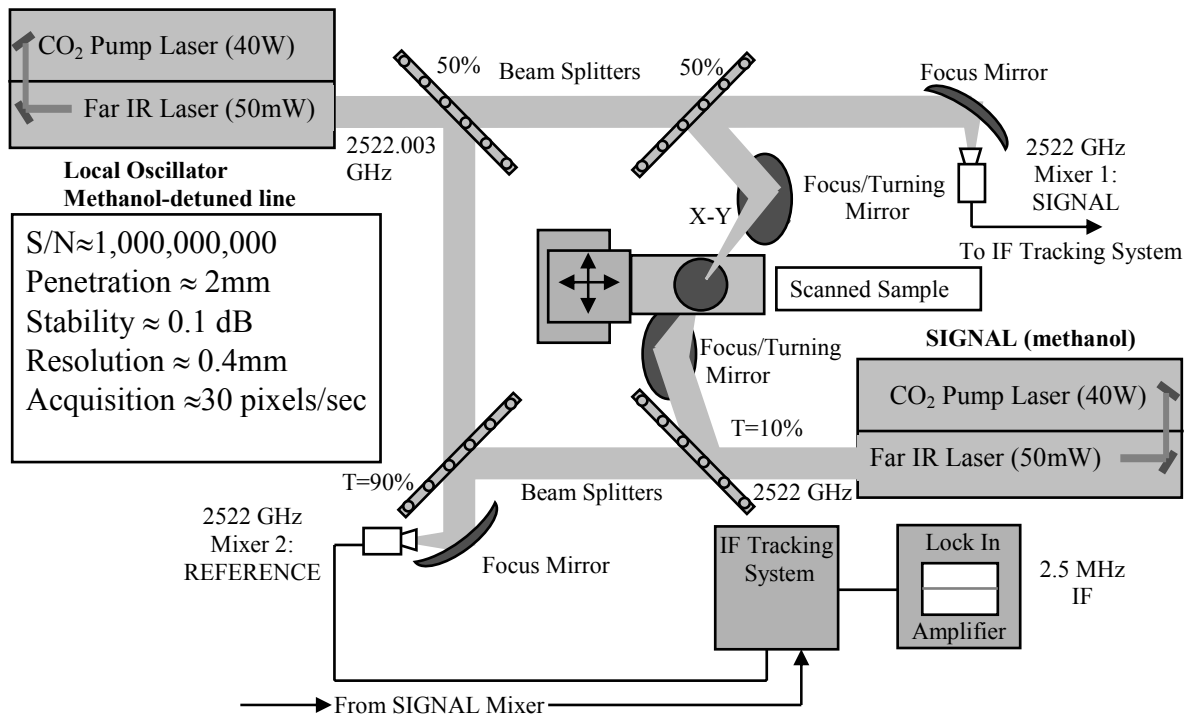 CO₂ Pump Laser (40W)
Far IR Laser (50mW)
50%
Beam Splitters
50%
Focus Mirror
2522.003
GHz
Local Oscillator
Methanol-detuned line
S/N≈1,000,000,000
Penetration ≈ 2mm
Stability ≈ 0.1 dB
Resolution ≈ 0.4mm
Acquisition ≈30 pixels/sec
2522 GHz
Mixer 1:
SIGNAL
To IF Tracking System
Focus/Turning
Mirror
X-Y
Scanned Sample
Focus/Turning
Mirror
SIGNAL (methanol)
CO₂ Pump Laser (40W)
Far IR Laser (50mW)
T=10%
T=90%
Beam Splitters
2522 GHz
2522 GHz
Mixer 2:
REFERENCE
Focus Mirror
IF Tracking
System
Lock In
Amplifier
2.5 MHz
IF
From SIGNAL Mixer